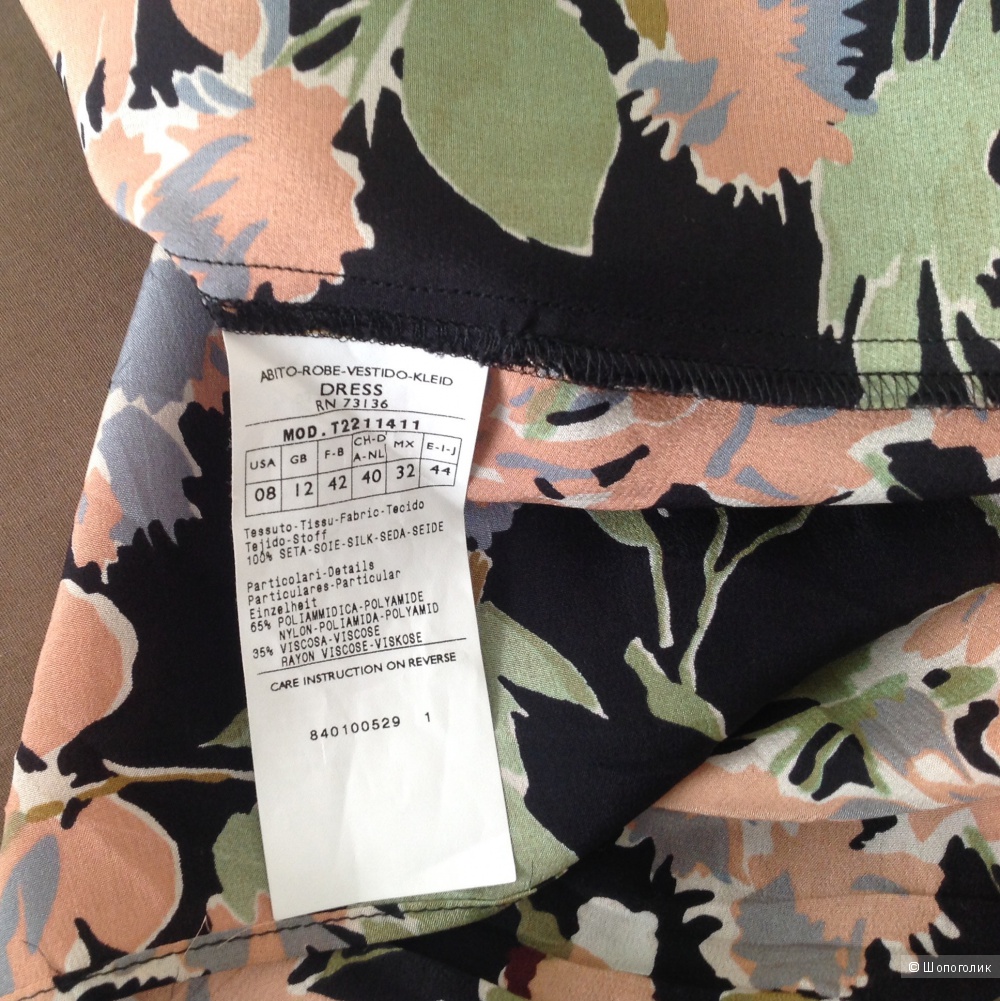 ABITO-ROBE-VESTIDO-KLEID
DRESS
RN 73136
MOD. T2211411
USA GB F-B CH-D A-NL MX E-I-J
08 12 42 40 32 44
Tessuto-Tissu-Fabric-Tecido
Tejido-Stoff
100% SETA-SOIE-SILK-SEDA-SEIDE
Particolari-Details
Particulares-Particular
Einzelheit
65% POLIAMMIDICA-POLYAMIDE
NYLON-POLIAMIDA-POLYAMID
35% VISCOSA-VISCOSE
RAYON VISCOSE-VISKOSE
CARE INSTRUCTION ON REVERSE
840100529 1
© Шопоголик